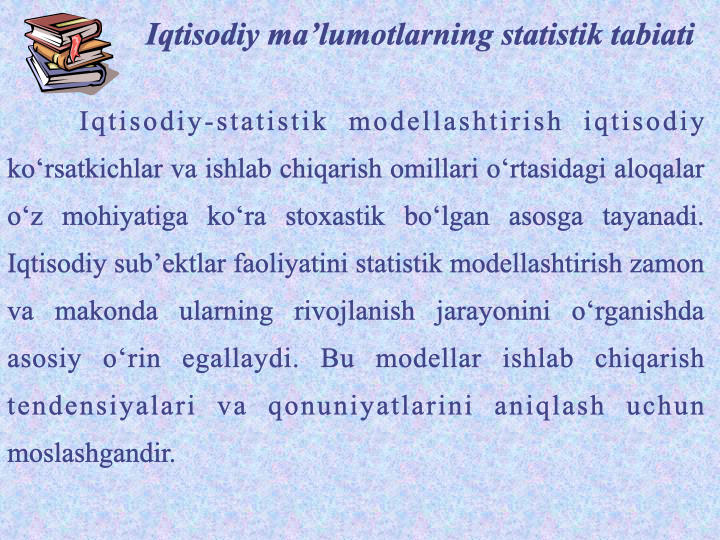 Iqtisodiy ma’lumotlarning statistik tabiati
Iqtisodiy-statistik modellashtirish iqtisodiy
ko‘rsatkichlar va ishlab chiqarish omillari o‘rtasidagi aloqalar
o‘z mohiyatiga ko‘ra stoxastik bo‘lgan asosga tayanadi.
Iqtisodiy sub’ektlar faoliyatini statistik modellashtirish zamon
va makonda ularning rivojlanish jarayonini o‘rganishda
asosiy o‘rin egallaydi. Bu modellar ishlab chiqarish
tendensiyalari va qonuniyatlarini aniqlash uchun
moslashgandir.